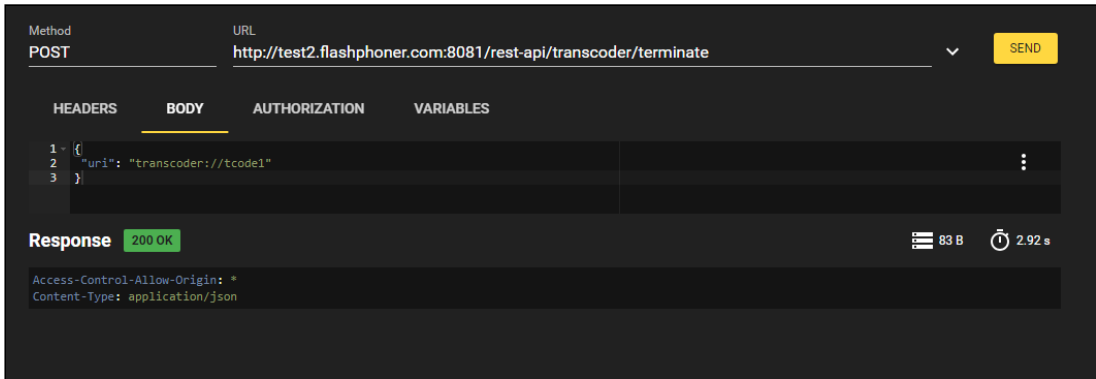 Method URL
POST http://test2.flashphoner.com:8081/rest-api/transcoder/terminate SEND
HEADERS BODY AUTHORIZATION VARIABLES
1 {
2 "uri": "transcoder://tcode1"
3 }
Response 200 OK 83 B 2.92 s
Access-Control-Allow-Origin: *
Content-Type: application/json